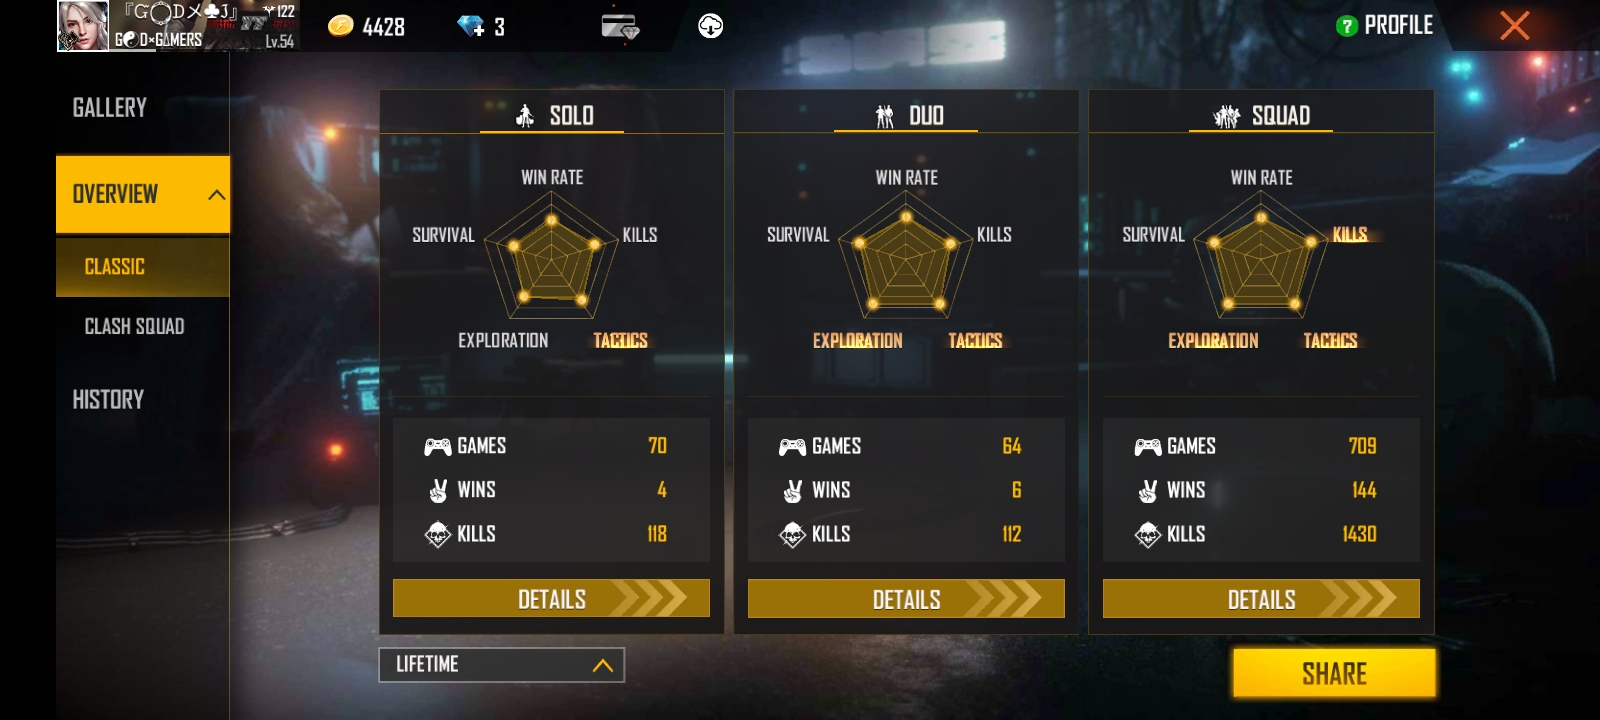 『G◯Dメ♣J』 122
G☯D×GAMERS Lv.54
4428
3
? PROFILE
GALLERY
OVERVIEW
CLASSIC
CLASH SQUAD
HISTORY
SOLO
WIN RATE
SURVIVAL KILLS
EXPLORATION TACTICS
GAMES 70
WINS 4
KILLS 118
DETAILS
DUO
WIN RATE
SURVIVAL KILLS
EXPLORATION TACTICS
GAMES 64
WINS 6
KILLS 112
DETAILS
SQUAD
WIN RATE
SURVIVAL KILLS
EXPLORATION TACTICS
GAMES 709
WINS 144
KILLS 1430
DETAILS
LIFETIME
SHARE